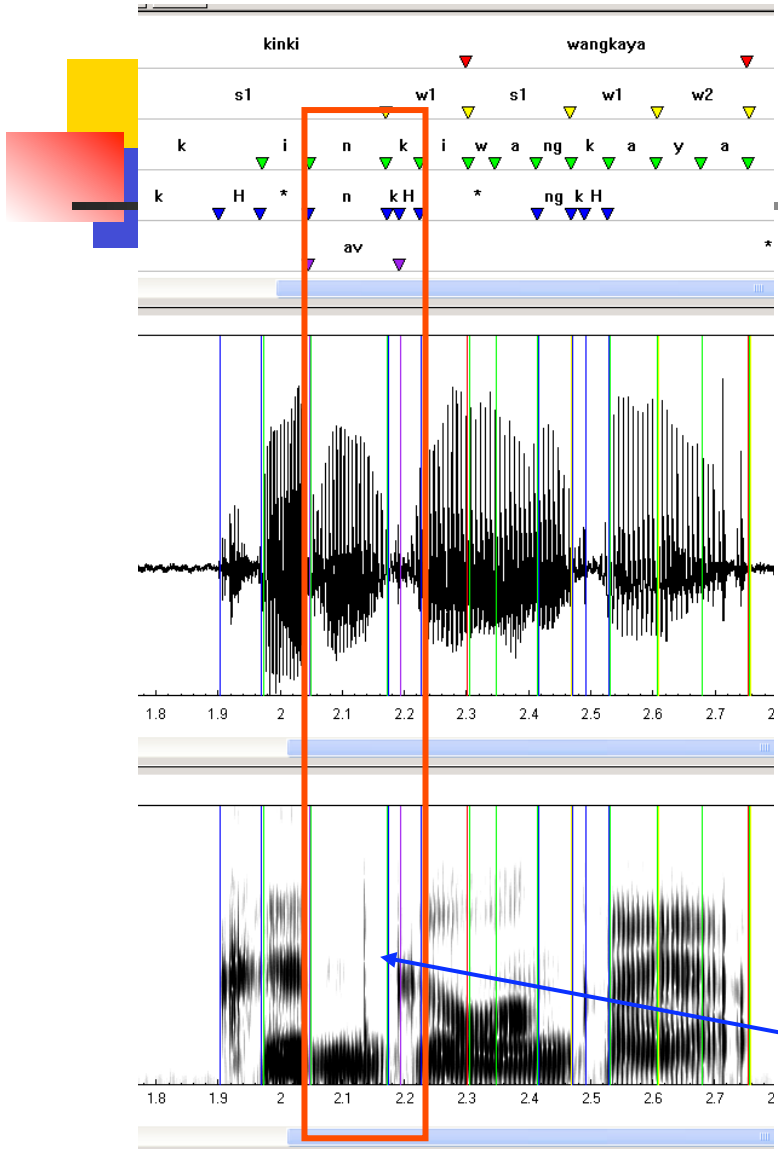 kinki wangkaya
s1 w1 s1 w1 w2
k i n k i w a ng k a y a
k H * n k H * ng k H
av *
1.8 1.9 2 2.1 2.2 2.3 2.4 2.5 2.6 2.7 2
1.8 1.9 2 2.1 2.2 2.3 2.4 2.5 2.6 2.7 2